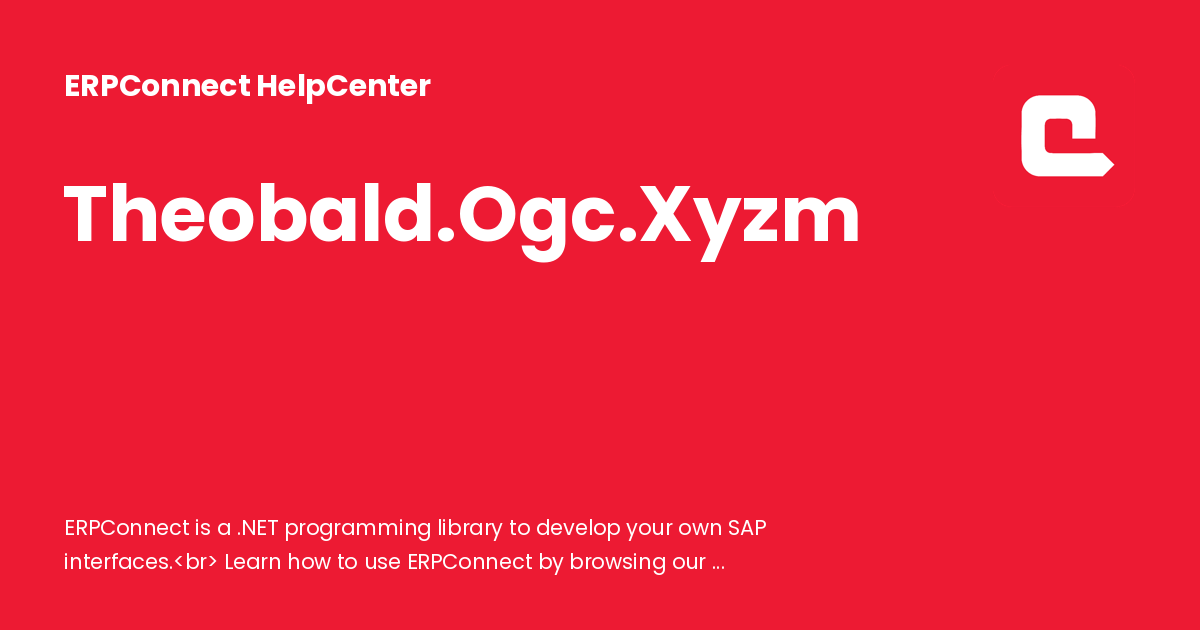 ERPConnect HelpCenter
Theobald.Ogc.Xyzm
ERPConnect is a .NET programming library to develop your own SAP
interfaces.<br> Learn how to use ERPConnect by browsing our ...